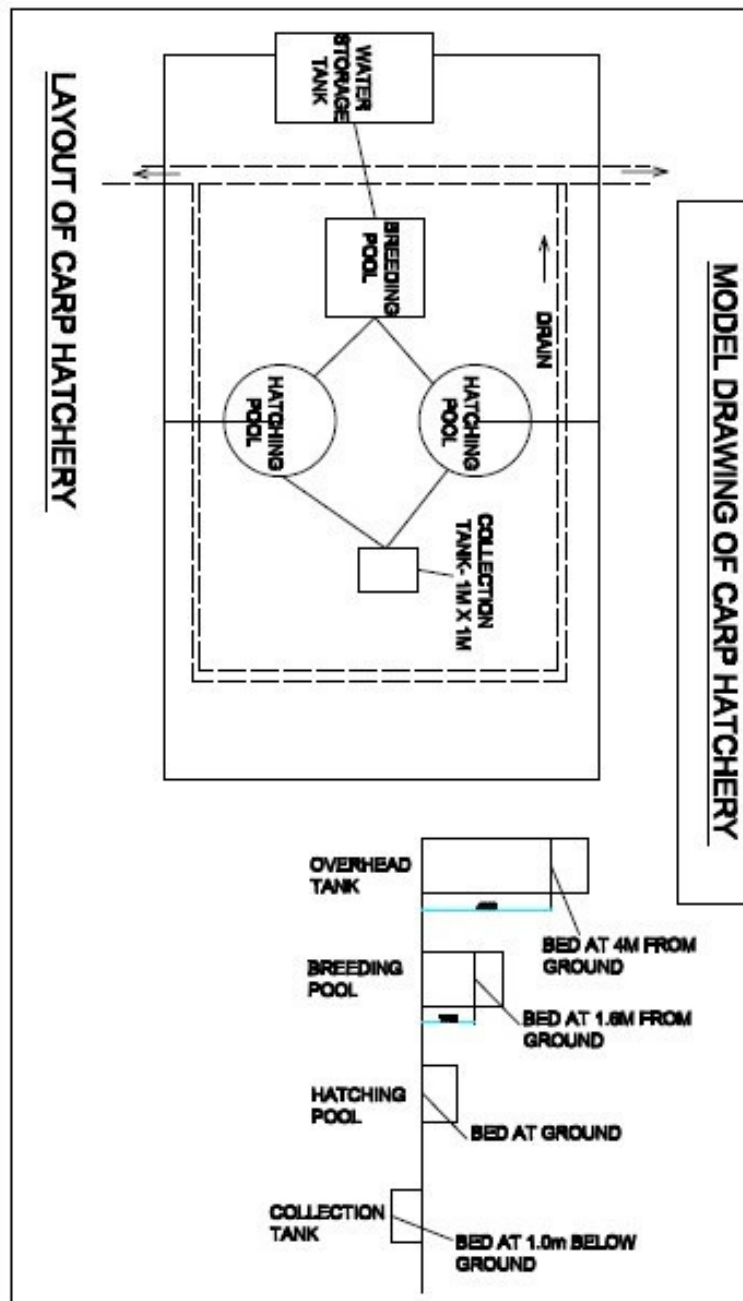 MODEL DRAWING OF CARP HATCHERY
LAYOUT OF CARP HATCHERY
WATER
STORAGE
TANK
BREEDING
POOL
DRAIN
HATCHING
POOL
HATCHING
POOL
COLLECTION
TANK- 1M X 1M
OVERHEAD
TANK
BED AT 4M FROM
GROUND
BREEDING
POOL
BED AT 1.6M FROM
GROUND
HATCHING
POOL
BED AT GROUND
COLLECTION
TANK
BED AT 1.0m BELOW
GROUND